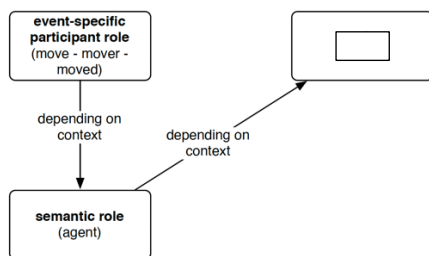 event-specific
participant role
(move - mover -
moved)
depending on
context
depending on
context
semantic role
(agent)